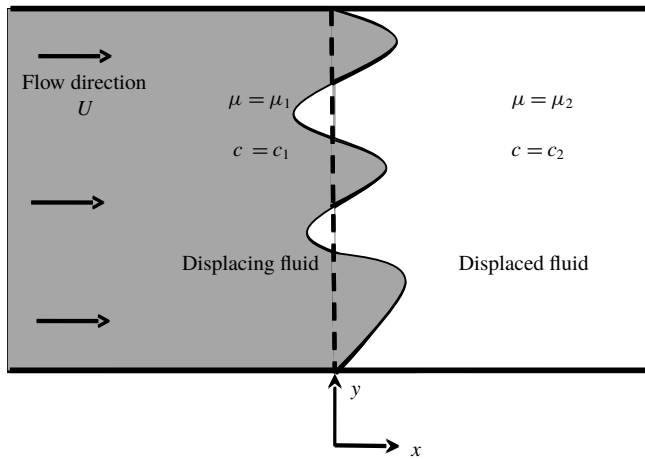 Flow direction
U
μ = μ₁
μ = μ₂
c = c₁
c = c₂
Displacing fluid
Displaced fluid
y
x